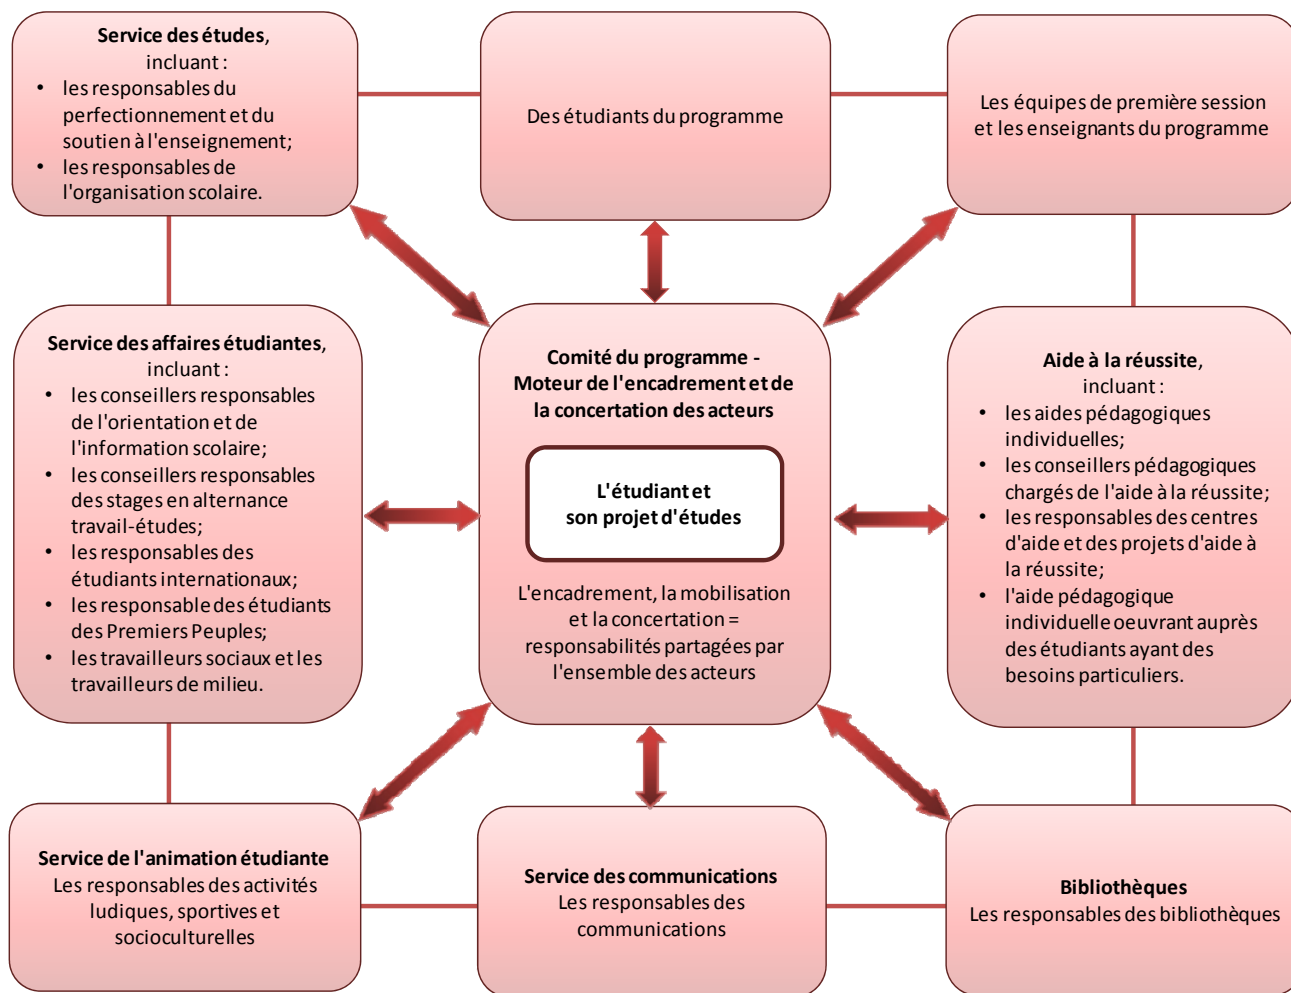 Service des études,
incluant :
• les responsables du
perfectionnement et du
soutien à l'enseignement;
• les responsables de
l'organisation scolaire.
Des étudiants du programme
Les équipes de première session
et les enseignants du programme
Service des affaires étudiantes,
incluant :
• les conseillers responsables
de l'orientation et de
l'information scolaire;
• les conseillers responsables
des stages en alternance
travail-études;
• les responsables des
étudiants internationaux;
• les responsable des étudiants
des Premiers Peuples;
• les travailleurs sociaux et les
travailleurs de milieu.
Comité du programme -
Moteur de l'encadrement et de
la concertation des acteurs
L'étudiant et
son projet d'études
L'encadrement, la mobilisation
et la concertation =
responsabilités partagées par
l'ensemble des acteurs
Aide à la réussite,
incluant :
• les aides pédagogiques
individuelles;
• les conseillers pédagogiques
chargés de l'aide à la réussite;
• les responsables des centres
d'aide et des projets d'aide à
la réussite;
• l'aide pédagogique
individuelle oeuvrant auprès
des étudiants ayant des
besoins particuliers.
Service de l'animation étudiante
Les responsables des activités
ludiques, sportives et
socioculturelles
Service des communications
Les responsables des
communications
Bibliothèques
Les responsables des bibliothèques